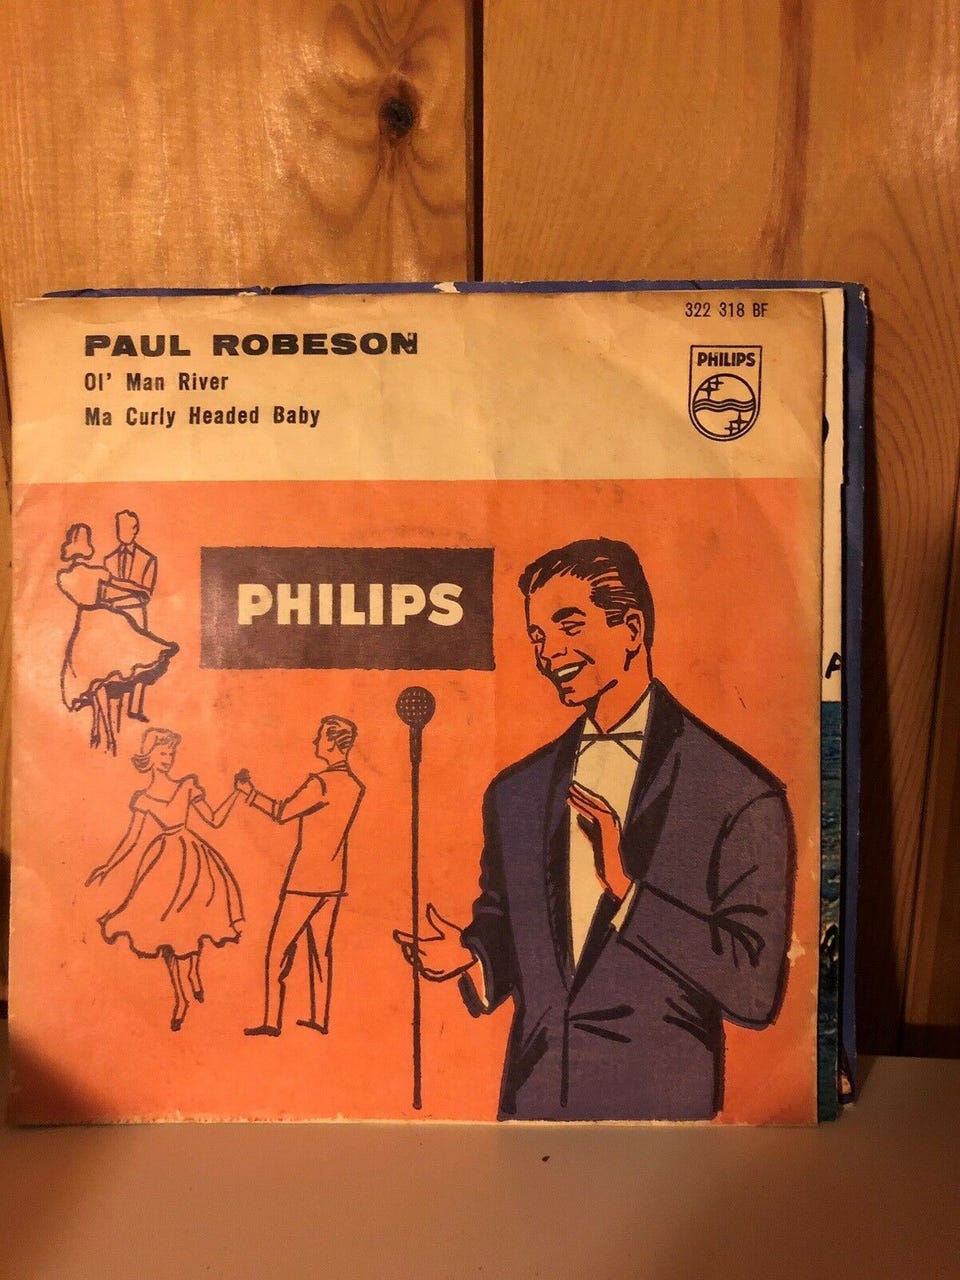 322 318 BF
PAUL ROBESON
Ol' Man River
Ma Curly Headed Baby
PHILIPS
PHILIPS
A